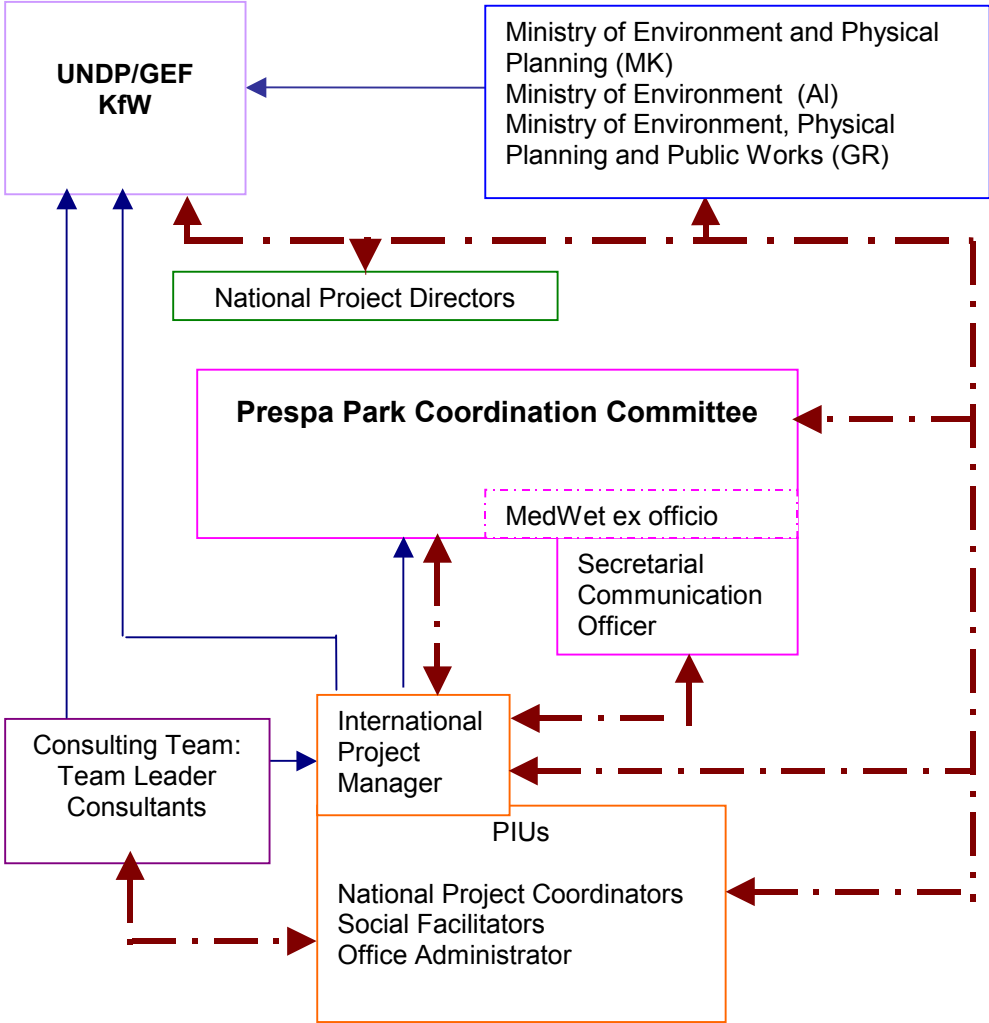 UNDP/GEF
KfW
Ministry of Environment and Physical
Planning (MK)
Ministry of Environment  (Al)
Ministry of Environment, Physical
Planning and Public Works (GR)
National Project Directors
Prespa Park Coordination Committee
MedWet ex officio
Secretarial
Communication
Officer
International
Project
Manager
Consulting Team:
Team Leader
Consultants
PIUs
National Project Coordinators
Social Facilitators
Office Administrator